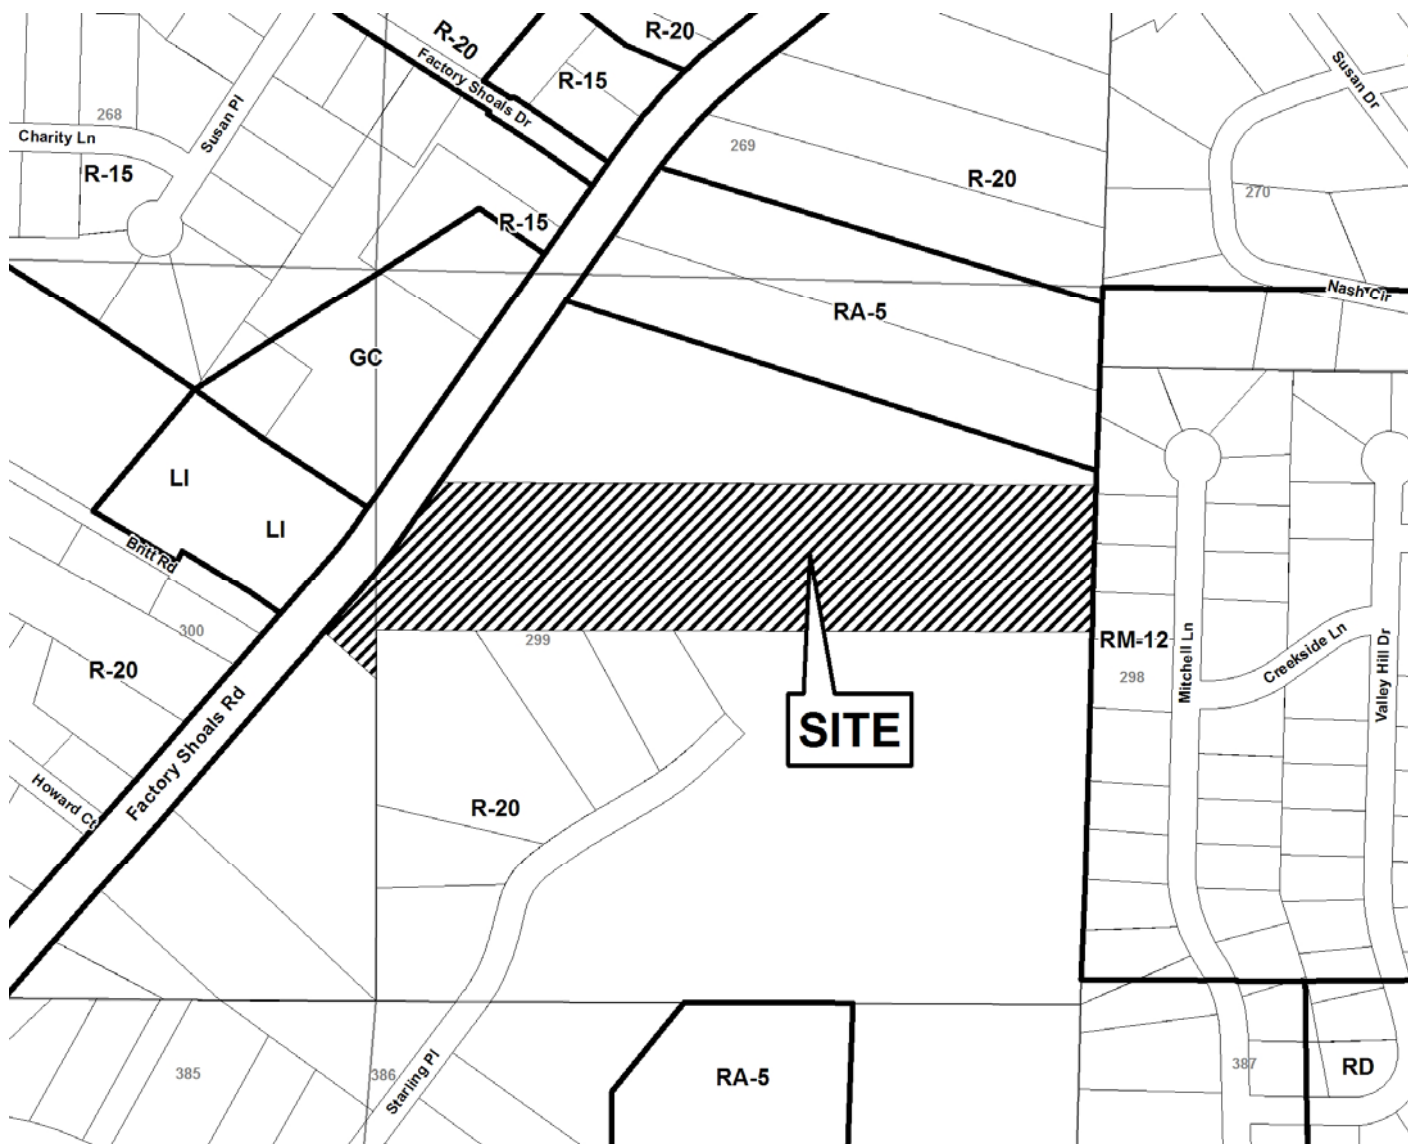 R-20
R-20
Factory Shoals Dr
R-15
Susan Dr
268
Susan Pl
Charity Ln
269
R-15
R-20
270
R-15
Nash Cir
RA-5
GC
LI
LI
Britt Rd
300
299
RM-12
Mitchell Ln
Creekside Ln
Valley Hill Dr
298
R-20
Factory Shoals Rd
SITE
Howard Ct
R-20
385
386
Starling Pl
RA-5
387
RD